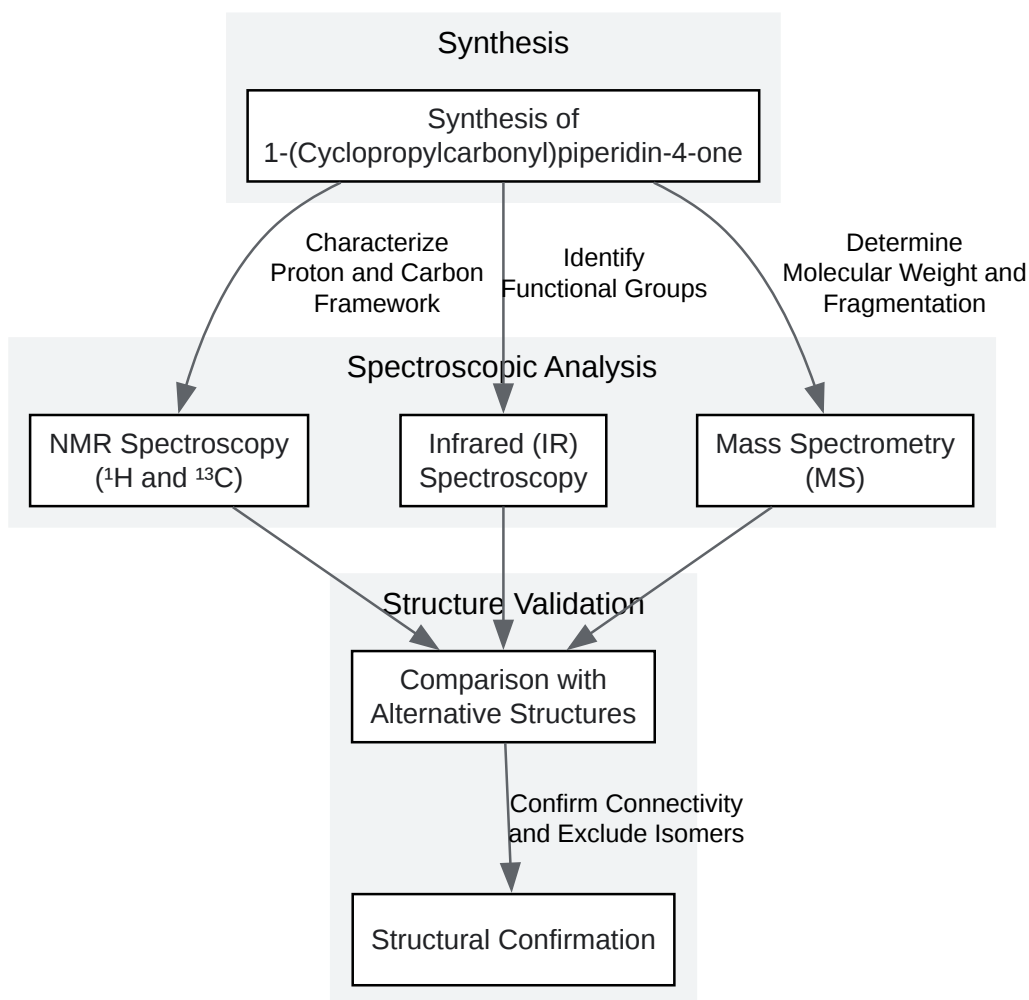 Synthesis
Synthesis of
1-(Cyclopropylcarbonyl)piperidin-4-one
Characterize
Proton and Carbon
Framework
Identify
Functional Groups
Determine
Molecular Weight and
Fragmentation
Spectroscopic Analysis
NMR Spectroscopy
(¹H and ¹³C)
Infrared (IR)
Spectroscopy
Mass Spectrometry
(MS)
Structure Validation
Comparison with
Alternative Structures
Confirm Connectivity
and Exclude Isomers
Structural Confirmation